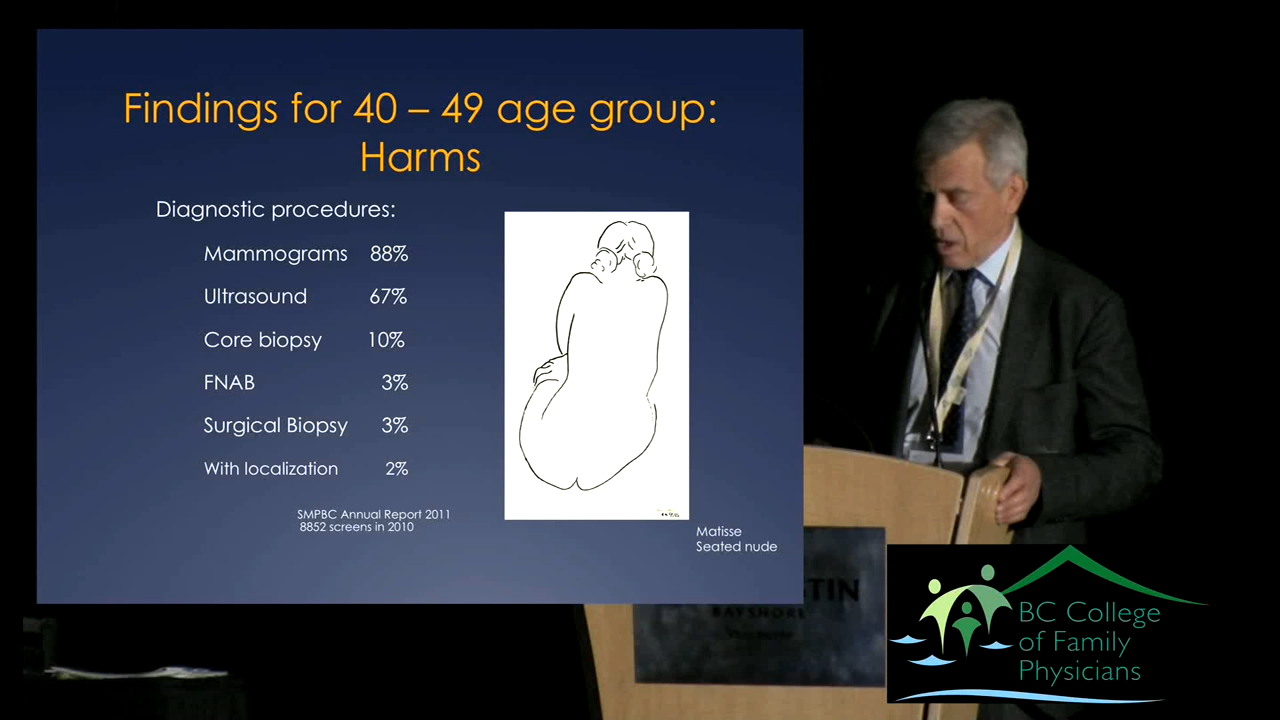 Findings for 40 – 49 age group:
Harms
Diagnostic procedures:
Mammograms 88%
Ultrasound 67%
Core biopsy 10%
FNAB 3%
Surgical Biopsy 3%
With localization 2%
SMPBC Annual Report 2011
8852 screens in 2010
Matisse
Seated nude
TIN
BAYSHORE
BC College
of Family
Physicians